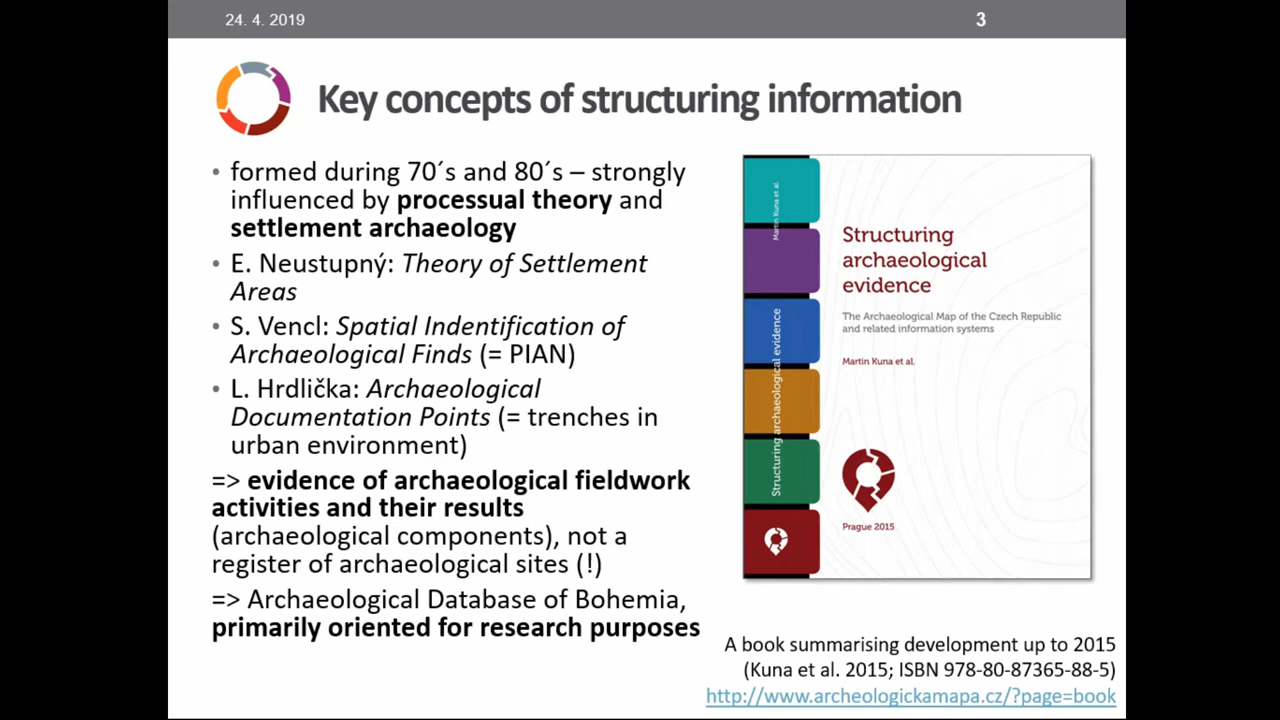 24. 4. 2019
3
Key concepts of structuring information
• formed during 70´s and 80´s – strongly
influenced by processual theory and
settlement archaeology
• E. Neustupný: Theory of Settlement
Areas
• S. Vencl: Spatial Indentification of
Archaeological Finds (= PIAN)
• L. Hrdlička: Archaeological
Documentation Points (= trenches in
urban environment)
=> evidence of archaeological fieldwork
activities and their results
(archaeological components), not a
register of archaeological sites (!)
=> Archaeological Database of Bohemia,
primarily oriented for research purposes
Martin Kuna et al.
Structuring archaeological evidence
Structuring
archaeological
evidence
The Archaeological Map of the Czech Republic
and related information systems
Martin Kuna et al.
Prague 2015
A book summarising development up to 2015
(Kuna et al. 2015; ISBN 978-80-87365-88-5)
http://www.archeologickamapa.cz/?page=book